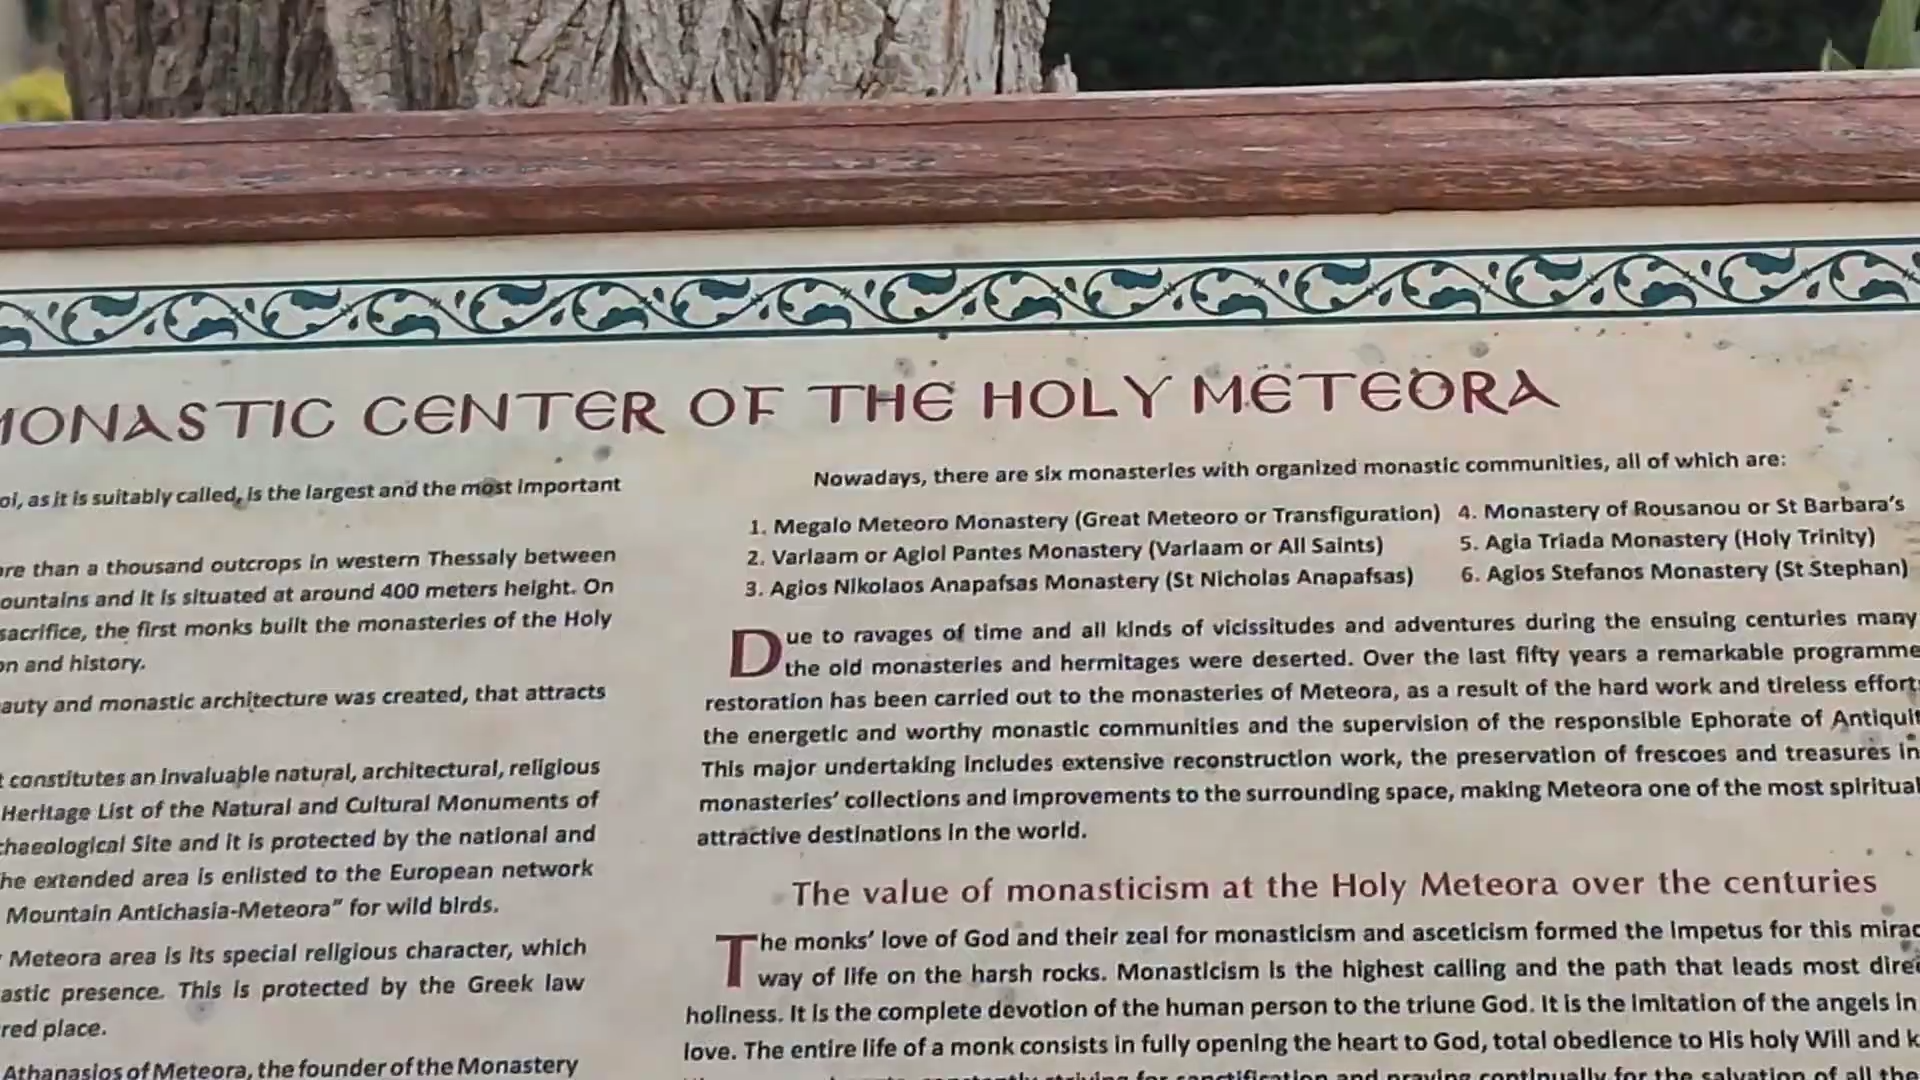 MONASTIC CENTER OF THE HOLY METEORA
oi, as it is suitably called, is the largest and the most important
ore than a thousand outcrops in western Thessaly between
ountains and it is situated at around 400 meters height. On
sacrifice, the first monks built the monasteries of the Holy
on and history.
auty and monastic architecture was created, that attracts
t constitutes an invaluable natural, architectural, religious
Heritage List of the Natural and Cultural Monuments of
chaeological Site and it is protected by the national and
he extended area is enlisted to the European network
Mountain Antichasia-Meteora” for wild birds.
Meteora area is its special religious character, which
astic presence. This is protected by the Greek law
red place.
Athanasios of Meteora, the founder of the Monastery
Nowadays, there are six monasteries with organized monastic communities, all of which are:
1. Megalo Meteoro Monastery (Great Meteoro or Transfiguration)
2. Varlaam or Agioi Pantes Monastery (Varlaam or All Saints)
3. Agios Nikolaos Anapafsas Monastery (St Nicholas Anapafsas)
4. Monastery of Rousanou or St Barbara’s
5. Agia Triada Monastery (Holy Trinity)
6. Agios Stefanos Monastery (St Stephan)
Due to ravages of time and all kinds of vicissitudes and adventures during the ensuing centuries many
the old monasteries and hermitages were deserted. Over the last fifty years a remarkable programme
restoration has been carried out to the monasteries of Meteora, as a result of the hard work and tireless effort
the energetic and worthy monastic communities and the supervision of the responsible Ephorate of Antiquit
This major undertaking includes extensive reconstruction work, the preservation of frescoes and treasures in
monasteries’ collections and improvements to the surrounding space, making Meteora one of the most spiritual
attractive destinations in the world.
The value of monasticism at the Holy Meteora over the centuries
The monks’ love of God and their zeal for monasticism and asceticism formed the impetus for this mirac
way of life on the harsh rocks. Monasticism is the highest calling and the path that leads most dire
holiness. It is the complete devotion of the human person to the triune God. It is the imitation of the angels in
love. The entire life of a monk consists in fully opening the heart to God, total obedience to His holy Will and k
constantly striving for sanctification and praying continually for the salvation of all the